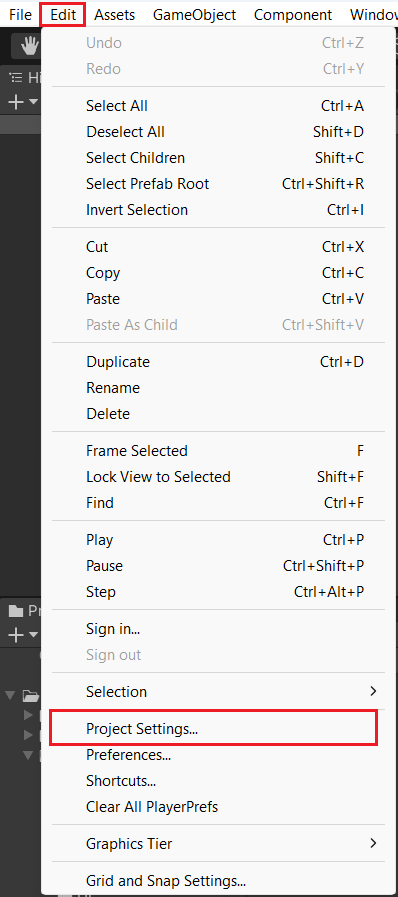 File Edit Assets GameObject Component Window
Hi
Undo Ctrl+Z
Redo Ctrl+Y
Select All Ctrl+A
Deselect All Shift+D
Select Children Shift+C
Select Prefab Root Ctrl+Shift+R
Invert Selection Ctrl+I
Cut Ctrl+X
Copy Ctrl+C
Paste Ctrl+V
Paste As Child Ctrl+Shift+V
Duplicate Ctrl+D
Rename
Delete
Frame Selected F
Lock View to Selected Shift+F
Find Ctrl+F
Play Ctrl+P
Pause Ctrl+Shift+P
Step Ctrl+Alt+P
Pr
Sign in...
Sign out
Selection
Project Settings...
Preferences...
Shortcuts...
Clear All PlayerPrefs
Graphics Tier
Grid and Snap Settings...